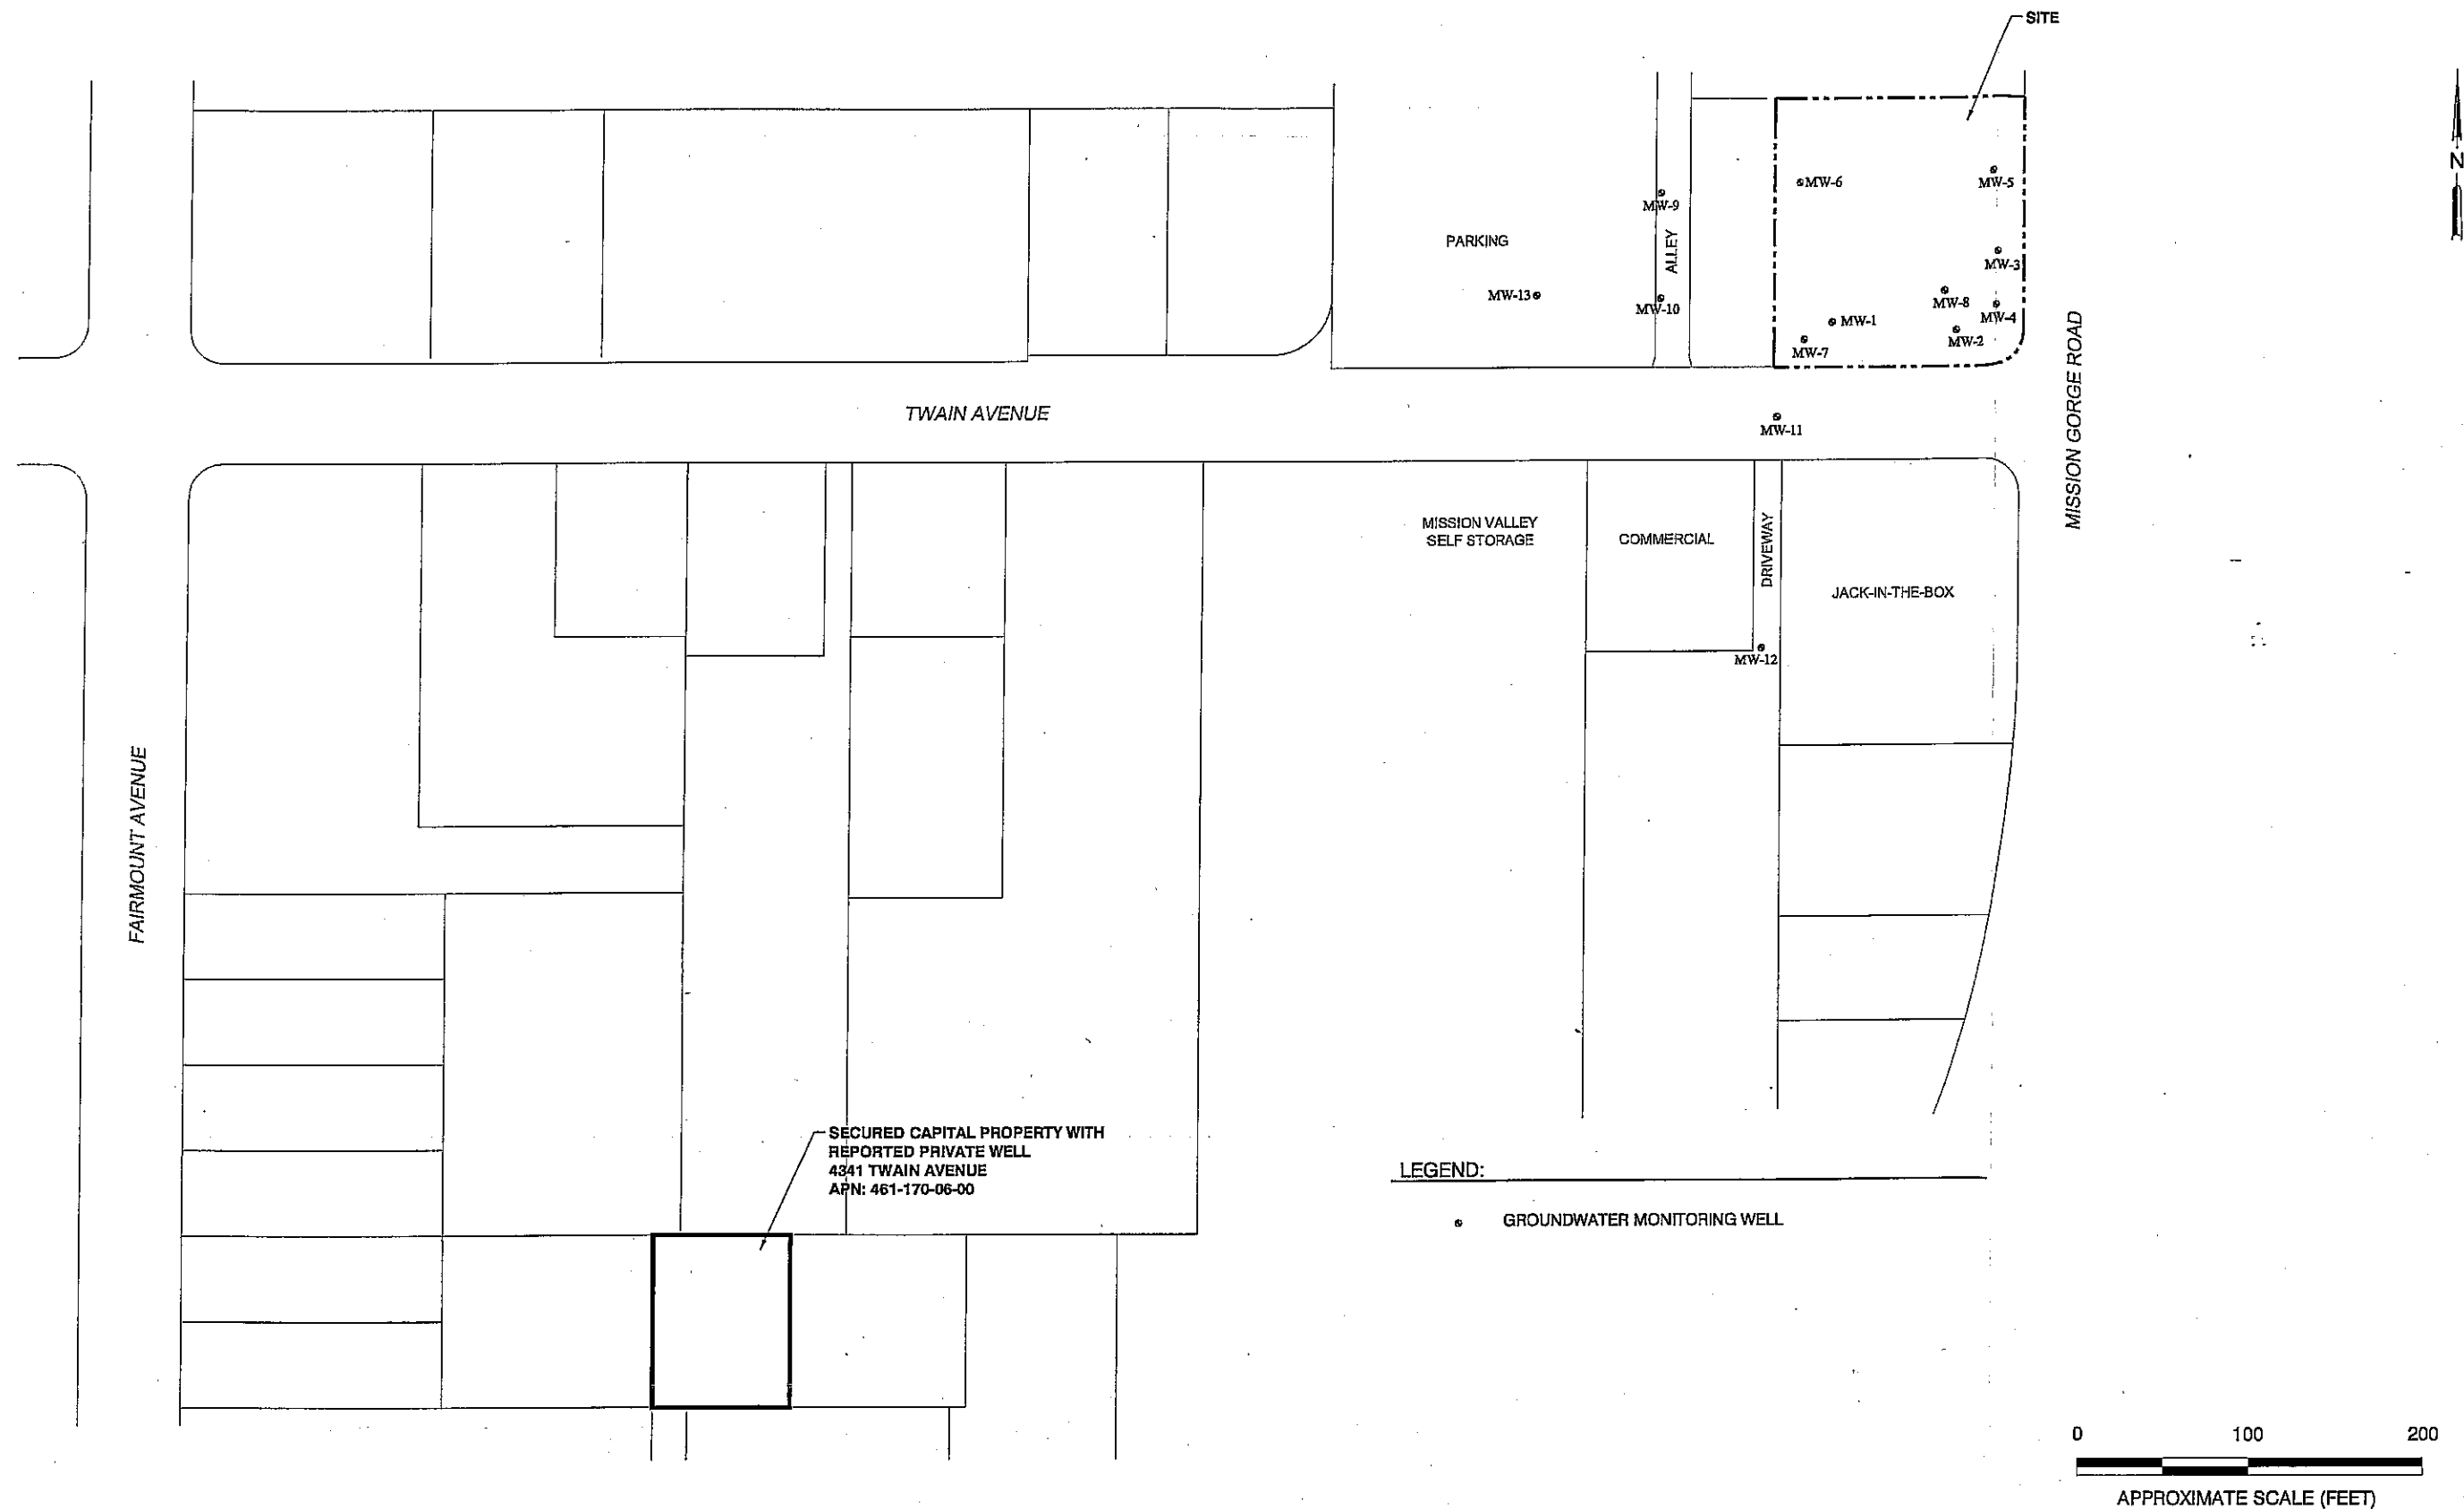 SITE
N
MW-6
MW-5
MW-9
PARKING
ALLEY
MW-3
MW-13
MW-10
MW-8
MW-4
MW-1
MW-2
MW-7
MISSION GORGE ROAD
TWAIN AVENUE
MW-11
MISSION VALLEY
SELF STORAGE
COMMERCIAL
DRIVEWAY
JACK-IN-THE-BOX
MW-12
FAIRMOUNT AVENUE
SECURED CAPITAL PROPERTY WITH
REPORTED PRIVATE WELL
4341 TWAIN AVENUE
APN: 461-170-06-00
LEGEND:
GROUNDWATER MONITORING WELL
0 100 200
APPROXIMATE SCALE (FEET)